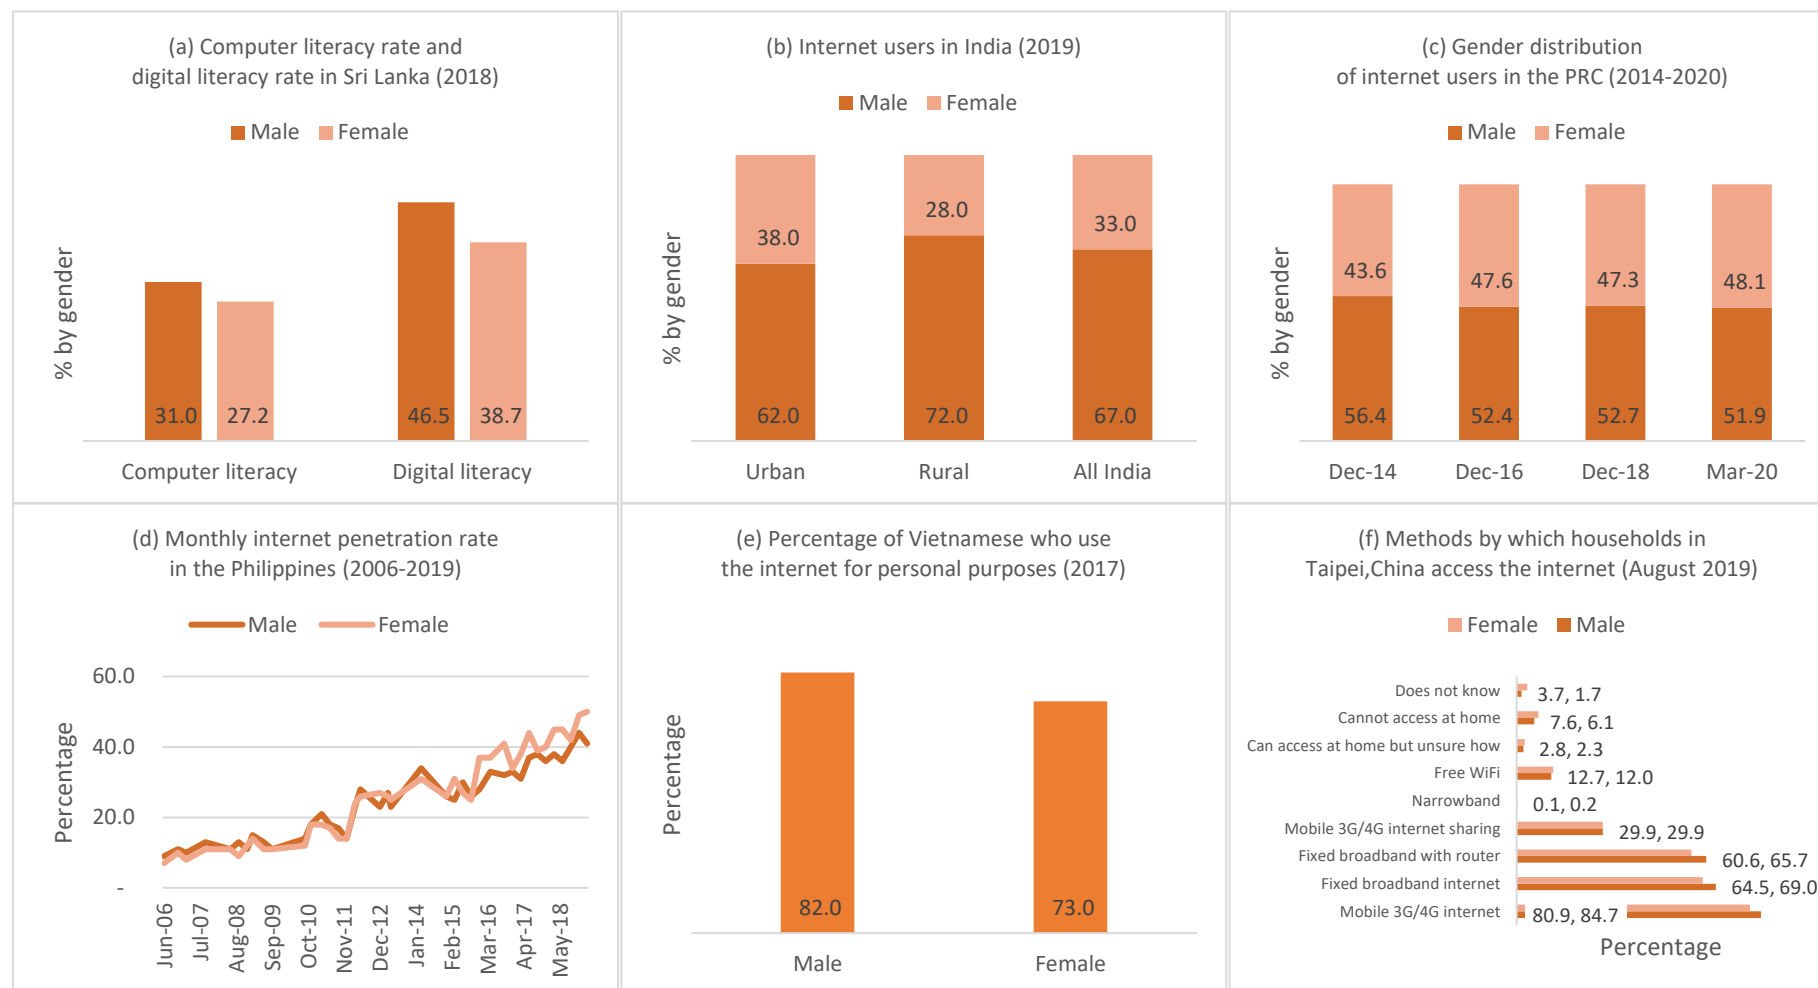 (a) Computer literacy rate and
digital literacy rate in Sri Lanka (2018)
Male Female
% by gender
31.0 27.2 46.5 38.7
Computer literacy Digital literacy
(b) Internet users in India (2019)
Male Female
% by gender
38.0 28.0 33.0
62.0 72.0 67.0
Urban Rural All India
(c) Gender distribution
of internet users in the PRC (2014-2020)
Male Female
% by gender
43.6 47.6 47.3 48.1
56.4 52.4 52.7 51.9
Dec-14 Dec-16 Dec-18 Mar-20
(d) Monthly internet penetration rate
in the Philippines (2006-2019)
Male Female
Percentage
60.0
40.0
20.0
-
Jun-06 Jul-07 Aug-08 Sep-09 Oct-10 Nov-11 Dec-12 Jan-14 Feb-15 Mar-16 Apr-17 May-18
(e) Percentage of Vietnamese who use
the internet for personal purposes (2017)
Percentage
82.0 73.0
Male Female
(f) Methods by which households in
Taipei,China access the internet (August 2019)
Female Male
Does not know 3.7, 1.7
Cannot access at home 7.6, 6.1
Can access at home but unsure how 2.8, 2.3
Free WiFi 12.7, 12.0
Narrowband 0.1, 0.2
Mobile 3G/4G internet sharing 29.9, 29.9
Fixed broadband with router 60.6, 65.7
Fixed broadband internet 64.5, 69.0
Mobile 3G/4G internet 80.9, 84.7
Percentage